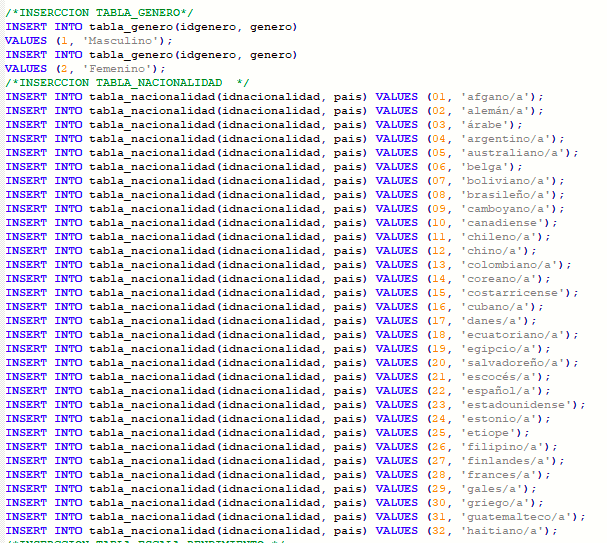 /*INSERCCION TABLA_GENERO*/
INSERT INTO tabla_genero(idgenero, genero)
VALUES (1, 'Masculino');
INSERT INTO tabla_genero(idgenero, genero)
VALUES (2, 'Femenino');
/*INSERCCION TABLA_NACIONALIDAD  */
INSERT INTO tabla_nacionalidad(idnacionalidad, pais) VALUES (01, 'afgano/a');
INSERT INTO tabla_nacionalidad(idnacionalidad, pais) VALUES (02, 'alemán/a');
INSERT INTO tabla_nacionalidad(idnacionalidad, pais) VALUES (03, 'árabe');
INSERT INTO tabla_nacionalidad(idnacionalidad, pais) VALUES (04, 'argentino/a');
INSERT INTO tabla_nacionalidad(idnacionalidad, pais) VALUES (05, 'australiano/a');
INSERT INTO tabla_nacionalidad(idnacionalidad, pais) VALUES (06, 'belga');
INSERT INTO tabla_nacionalidad(idnacionalidad, pais) VALUES (07, 'boliviano/a');
INSERT INTO tabla_nacionalidad(idnacionalidad, pais) VALUES (08, 'brasileño/a');
INSERT INTO tabla_nacionalidad(idnacionalidad, pais) VALUES (09, 'camboyano/a');
INSERT INTO tabla_nacionalidad(idnacionalidad, pais) VALUES (10, 'canadiense');
INSERT INTO tabla_nacionalidad(idnacionalidad, pais) VALUES (11, 'chileno/a');
INSERT INTO tabla_nacionalidad(idnacionalidad, pais) VALUES (12, 'chino/a');
INSERT INTO tabla_nacionalidad(idnacionalidad, pais) VALUES (13, 'colombiano/a');
INSERT INTO tabla_nacionalidad(idnacionalidad, pais) VALUES (14, 'coreano/a');
INSERT INTO tabla_nacionalidad(idnacionalidad, pais) VALUES (15, 'costarricense');
INSERT INTO tabla_nacionalidad(idnacionalidad, pais) VALUES (16, 'cubano/a');
INSERT INTO tabla_nacionalidad(idnacionalidad, pais) VALUES (17, 'danes/a');
INSERT INTO tabla_nacionalidad(idnacionalidad, pais) VALUES (18, 'ecuatoriano/a');
INSERT INTO tabla_nacionalidad(idnacionalidad, pais) VALUES (19, 'egipcio/a');
INSERT INTO tabla_nacionalidad(idnacionalidad, pais) VALUES (20, 'salvadoreño/a');
INSERT INTO tabla_nacionalidad(idnacionalidad, pais) VALUES (21, 'escocés/a');
INSERT INTO tabla_nacionalidad(idnacionalidad, pais) VALUES (22, 'español/a');
INSERT INTO tabla_nacionalidad(idnacionalidad, pais) VALUES (23, 'estadounidense');
INSERT INTO tabla_nacionalidad(idnacionalidad, pais) VALUES (24, 'estonio/a');
INSERT INTO tabla_nacionalidad(idnacionalidad, pais) VALUES (25, 'etiope');
INSERT INTO tabla_nacionalidad(idnacionalidad, pais) VALUES (26, 'filipino/a');
INSERT INTO tabla_nacionalidad(idnacionalidad, pais) VALUES (27, 'finlandes/a');
INSERT INTO tabla_nacionalidad(idnacionalidad, pais) VALUES (28, 'frances/a');
INSERT INTO tabla_nacionalidad(idnacionalidad, pais) VALUES (29, 'gales/a');
INSERT INTO tabla_nacionalidad(idnacionalidad, pais) VALUES (30, 'griego/a');
INSERT INTO tabla_nacionalidad(idnacionalidad, pais) VALUES (31, 'guatemalteco/a');
INSERT INTO tabla_nacionalidad(idnacionalidad, pais) VALUES (32, 'haitiano/a');